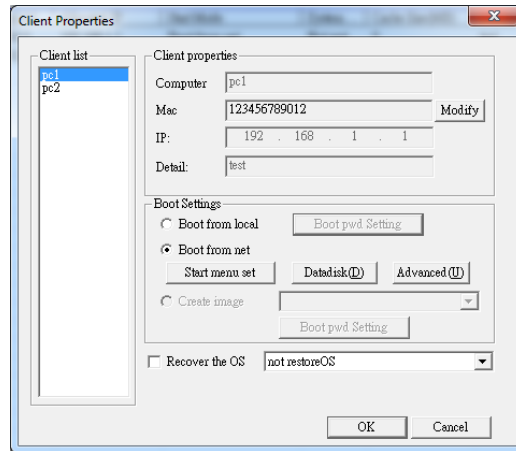 Client Properties
Client list
pc1
pc2
Client properties
Computer pc1
Mac 123456789012 Modify
IP: 192 . 168 . 1 . 1
Detail: test
Boot Settings
Boot from local Boot pwd Setting
Boot from net
Start menu set Datadisk(D) Advanced(U)
Create image
Boot pwd Setting
Recover the OS not restoreOS
OK Cancel